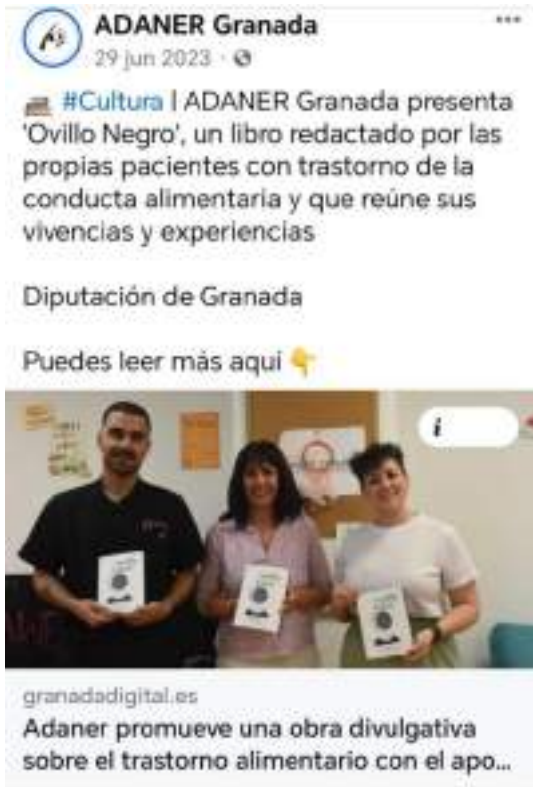 ADANER Granada
29 jun 2023
#Cultura | ADANER Granada presenta
'Ovillo Negro', un libro redactado por las
propias pacientes con trastorno de la
conducta alimentaria y que reúne sus
vivencias y experiencias
Diputación de Granada
Puedes leer más aquí
i
granadadigital.es
Adaner promueve una obra divulgativa
sobre el trastorno alimentario con el apo...